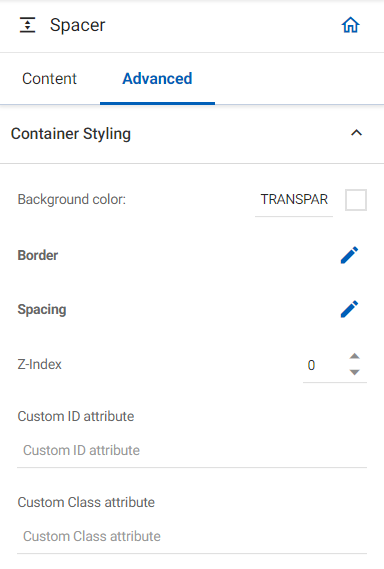 Spacer
Content Advanced
Container Styling
Background color: TRANSPAR
Border
Spacing
Z-Index 0
Custom ID attribute
Custom ID attribute
Custom Class attribute
Custom Class attribute